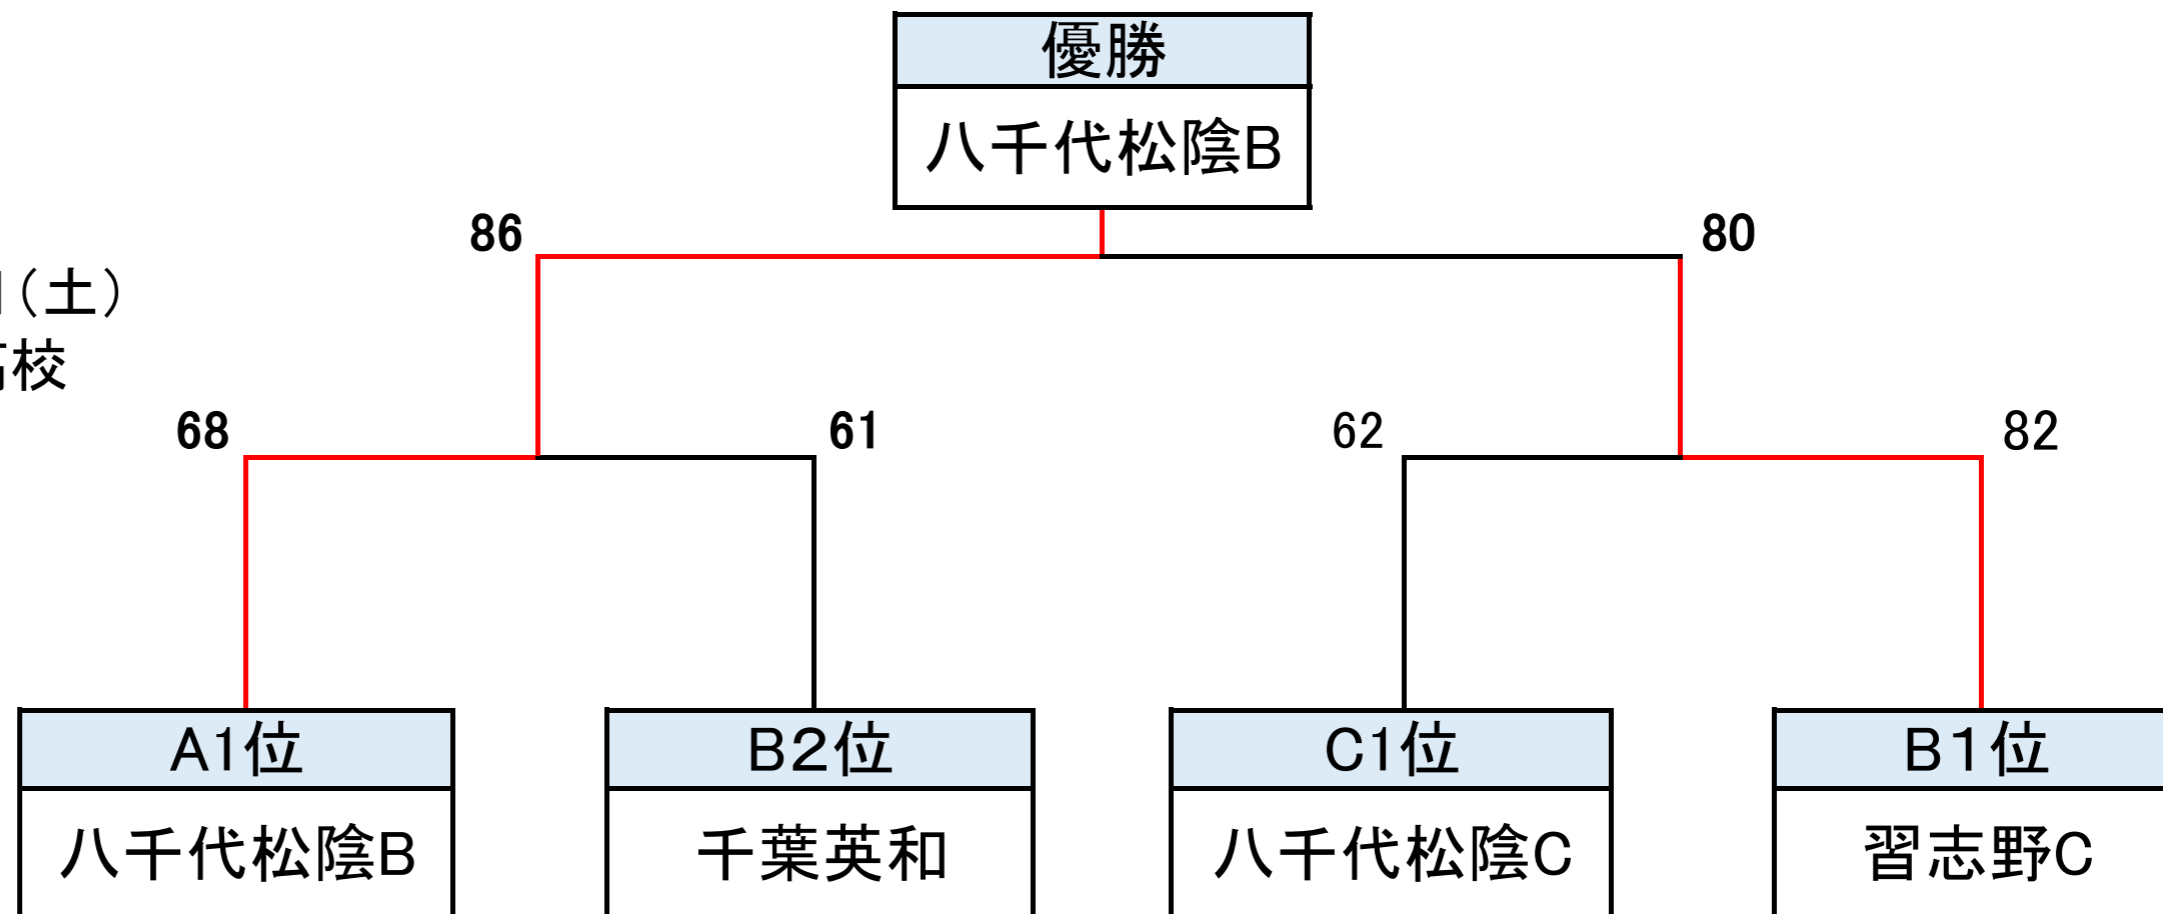 優勝
八千代松陰B
86 80
（土）
校
68 61 62 82
A1位 B2位 C1位 B1位
八千代松陰B 千葉英和 八千代松陰C 習志野C